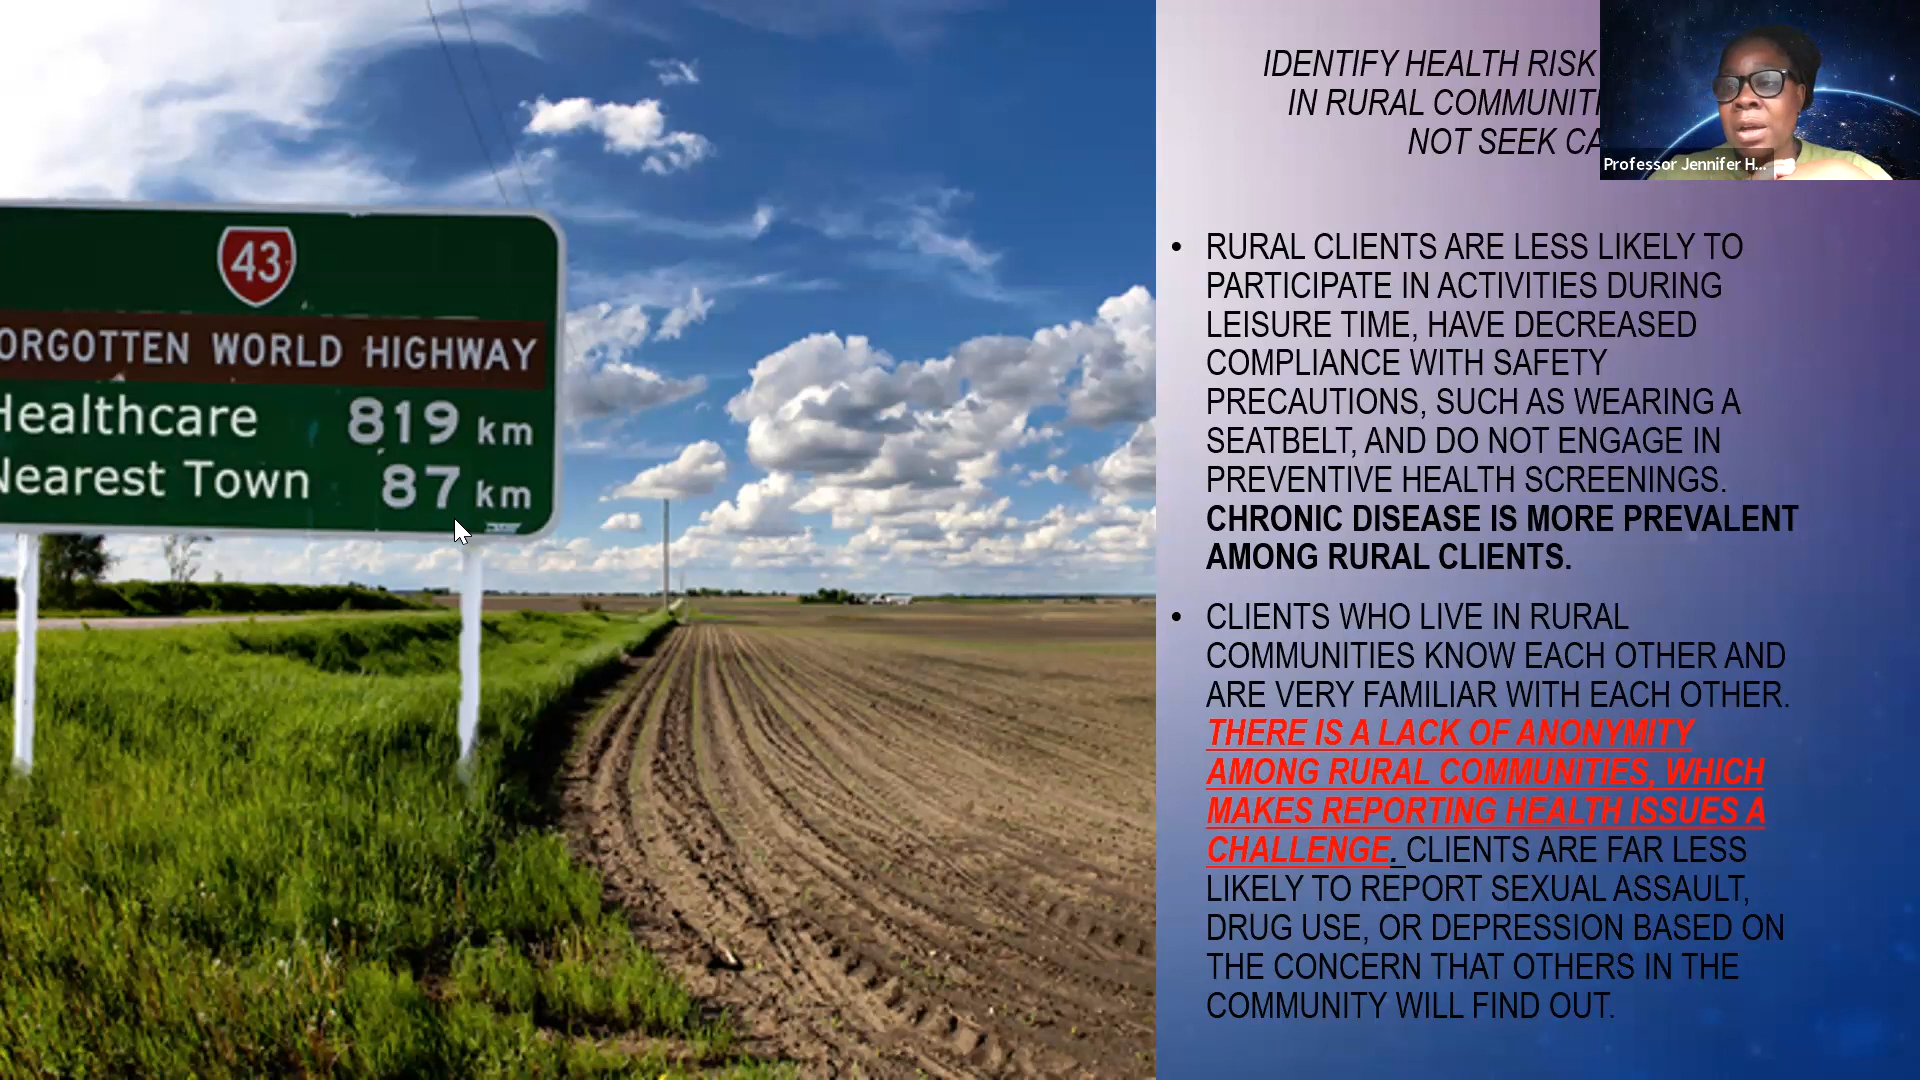 43
ORGOTTEN WORLD HIGHWAY
Healthcare 819 km
Nearest Town 87 km
IDENTIFY HEALTH RISK
IN RURAL
NOT SEEK
Professor Jennifer H...
• RURAL CLIENTS ARE LESS LIKELY TO
PARTICIPATE IN ACTIVITIES DURING
LEISURE TIME, HAVE DECREASED
COMPLIANCE WITH SAFETY
PRECAUTIONS, SUCH AS WEARING A
SEATBELT, AND DO NOT ENGAGE IN
PREVENTIVE HEALTH SCREENINGS.
CHRONIC DISEASE IS MORE PREVALENT
AMONG RURAL CLIENTS.
• CLIENTS WHO LIVE IN RURAL
COMMUNITIES KNOW EACH OTHER AND
ARE VERY FAMILIAR WITH EACH OTHER.
THERE IS A LACK OF ANONYMITY
AMONG RURAL COMMUNITIES, WHICH
MAKES REPORTING HEALTH ISSUES A
CHALLENGE. CLIENTS ARE FAR LESS
LIKELY TO REPORT SEXUAL ASSAULT,
DRUG USE, OR DEPRESSION BASED ON
THE CONCERN THAT OTHERS IN THE
COMMUNITY WILL FIND OUT.